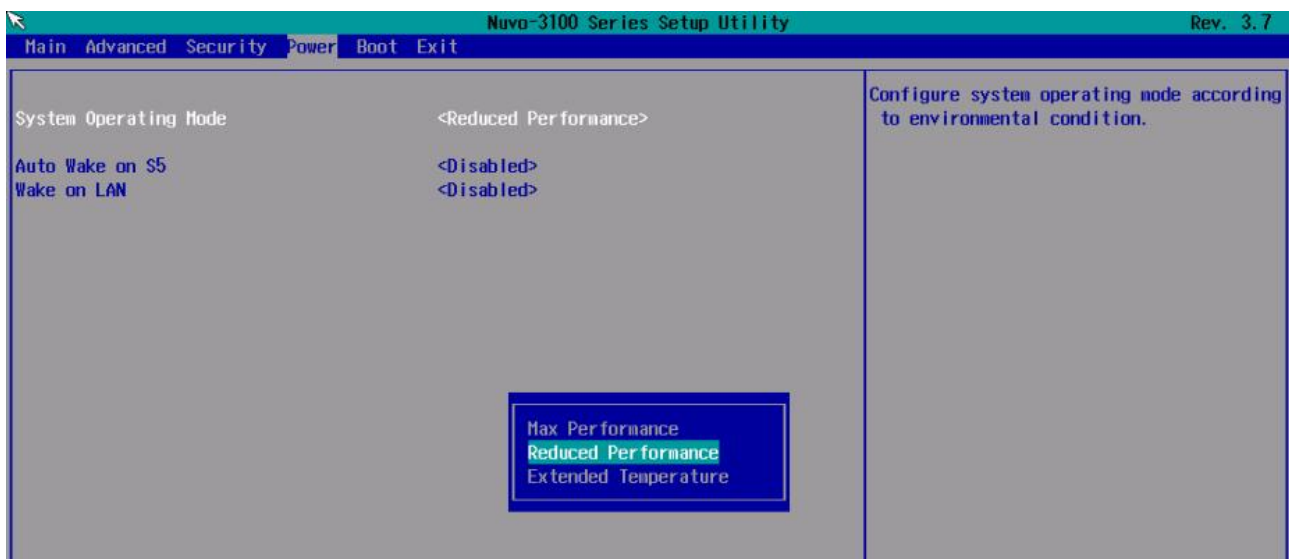 Nuvo-3100 Series Setup Utility Rev. 3.7
Main Advanced Security Power Boot Exit
System Operating Mode <Reduced Performance>
Auto Wake on S5 <Disabled>
Wake on LAN <Disabled>
Configure system operating mode according
to environmental condition.
Max Performance
Reduced Performance
Extended Temperature